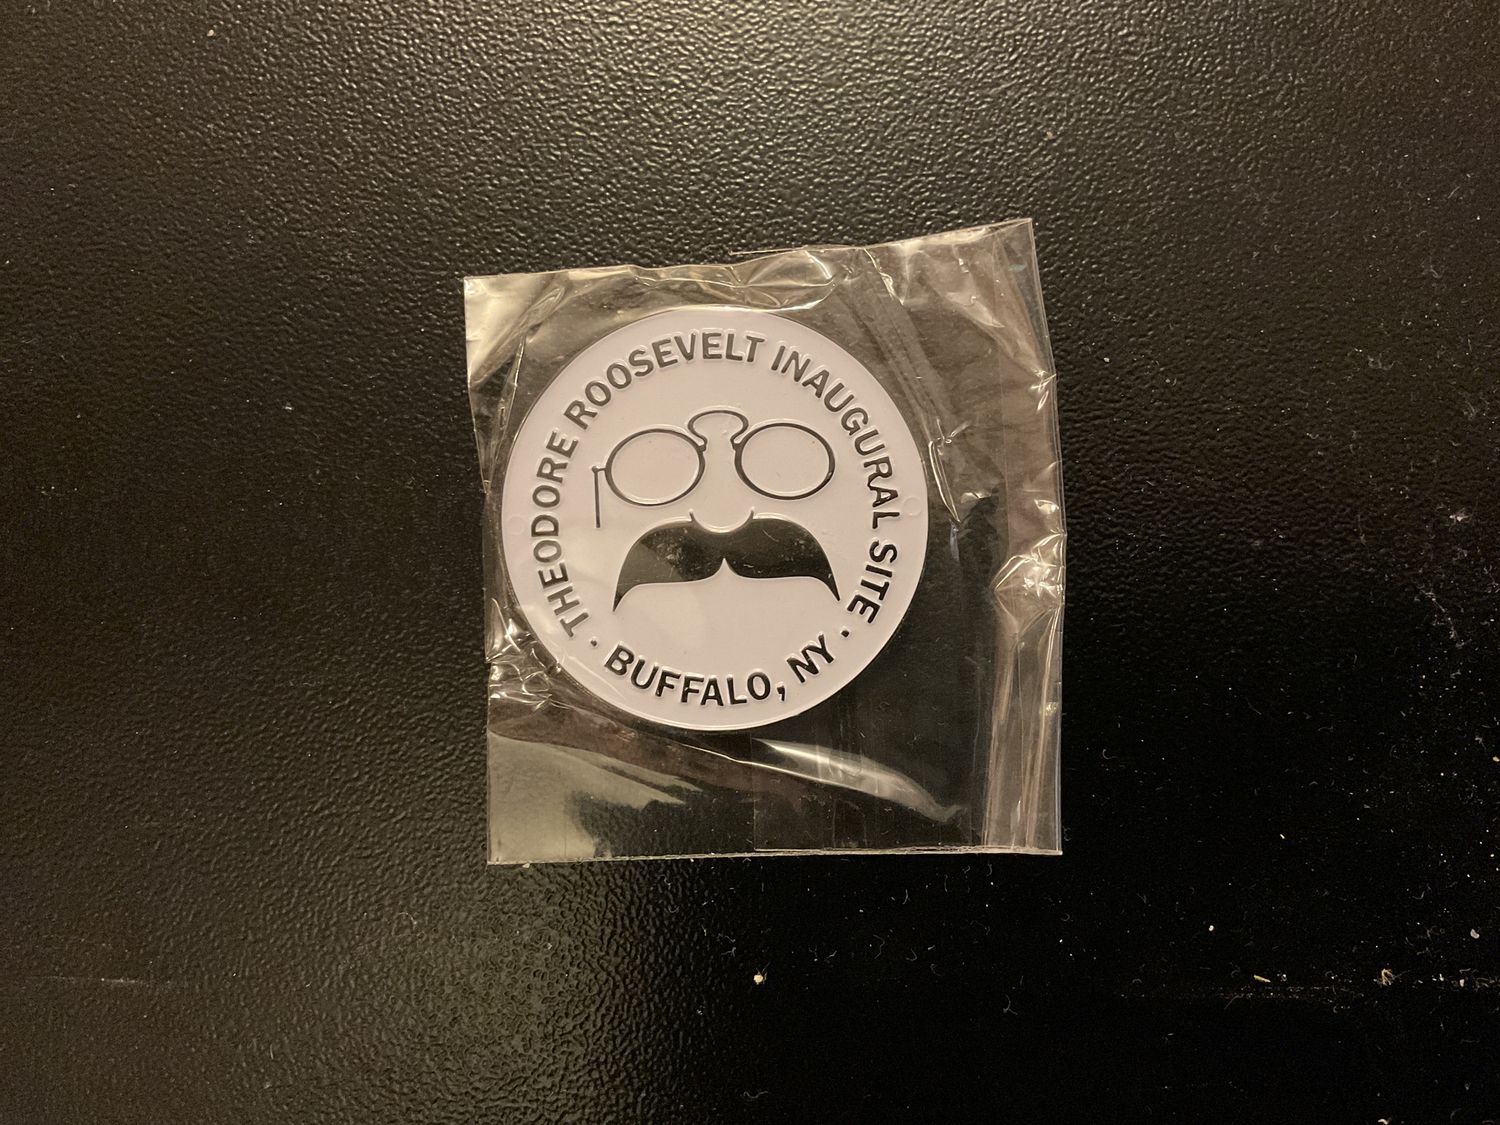 THEODORE ROOSEVELT INAUGURAL SITE ·
BUFFALO, NY ·